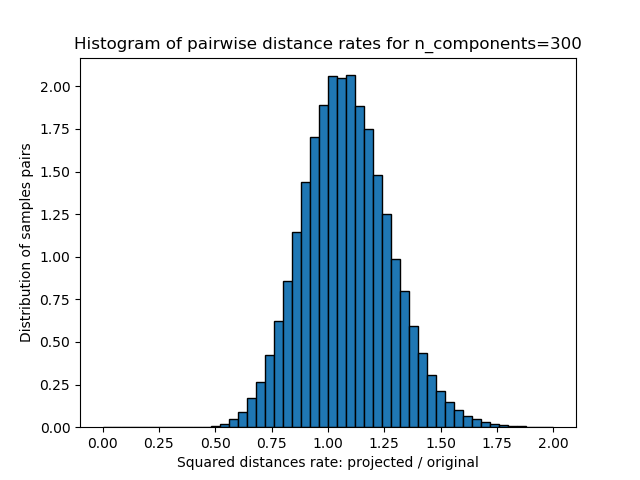 Histogram of pairwise distance rates for n_components=300
Distribution of samples pairs
2.00
1.75
1.50
1.25
1.00
0.75
0.50
0.25
0.00
0.00 0.25 0.50 0.75 1.00 1.25 1.50 1.75 2.00
Squared distances rate: projected / original